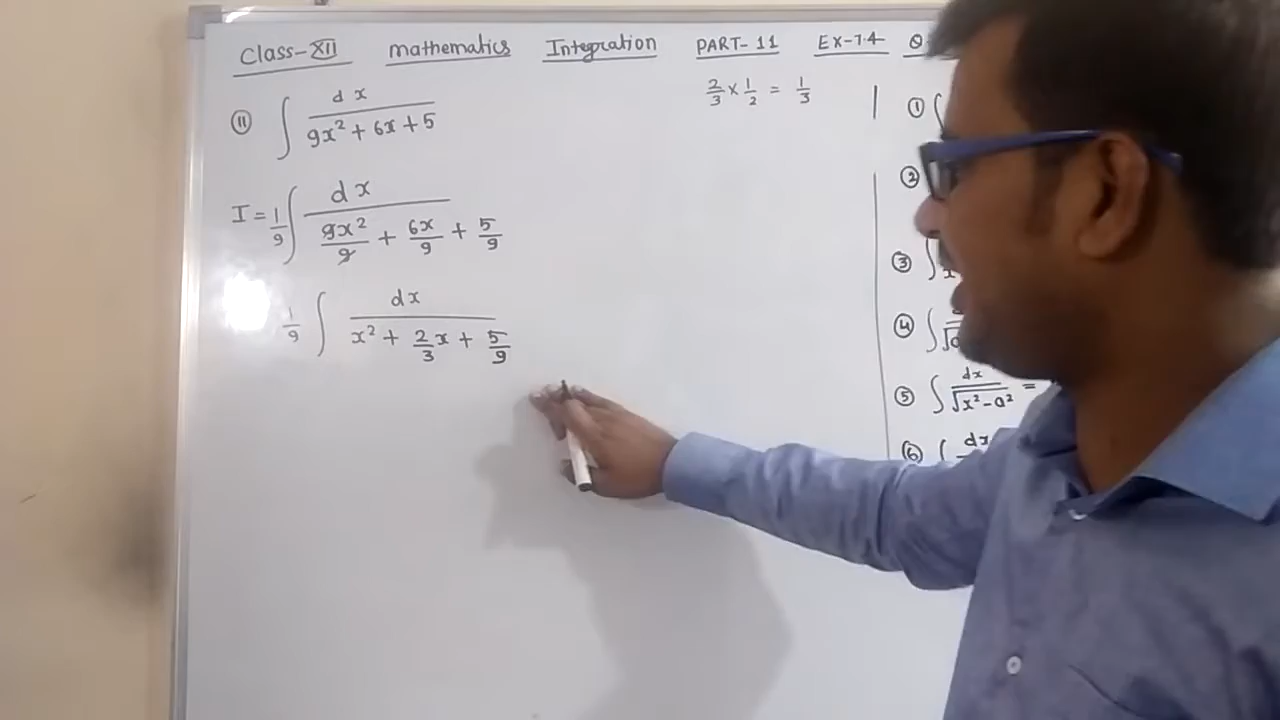 Class-XII mathematics Integration PART-11 EX-7.4
2/3 × 1/2 = 1/3
⑪ ∫ dx / 9x² + 6x + 5
I = 1/9 ∫ dx / 9x²/9 + 6x/9 + 5/9
1/9 ∫ dx / x² + 2/3x + 5/9
① ∫
②
③ ∫
④ ∫
⑤ ∫ dx / √x² - a² =
⑥ ∫ dx